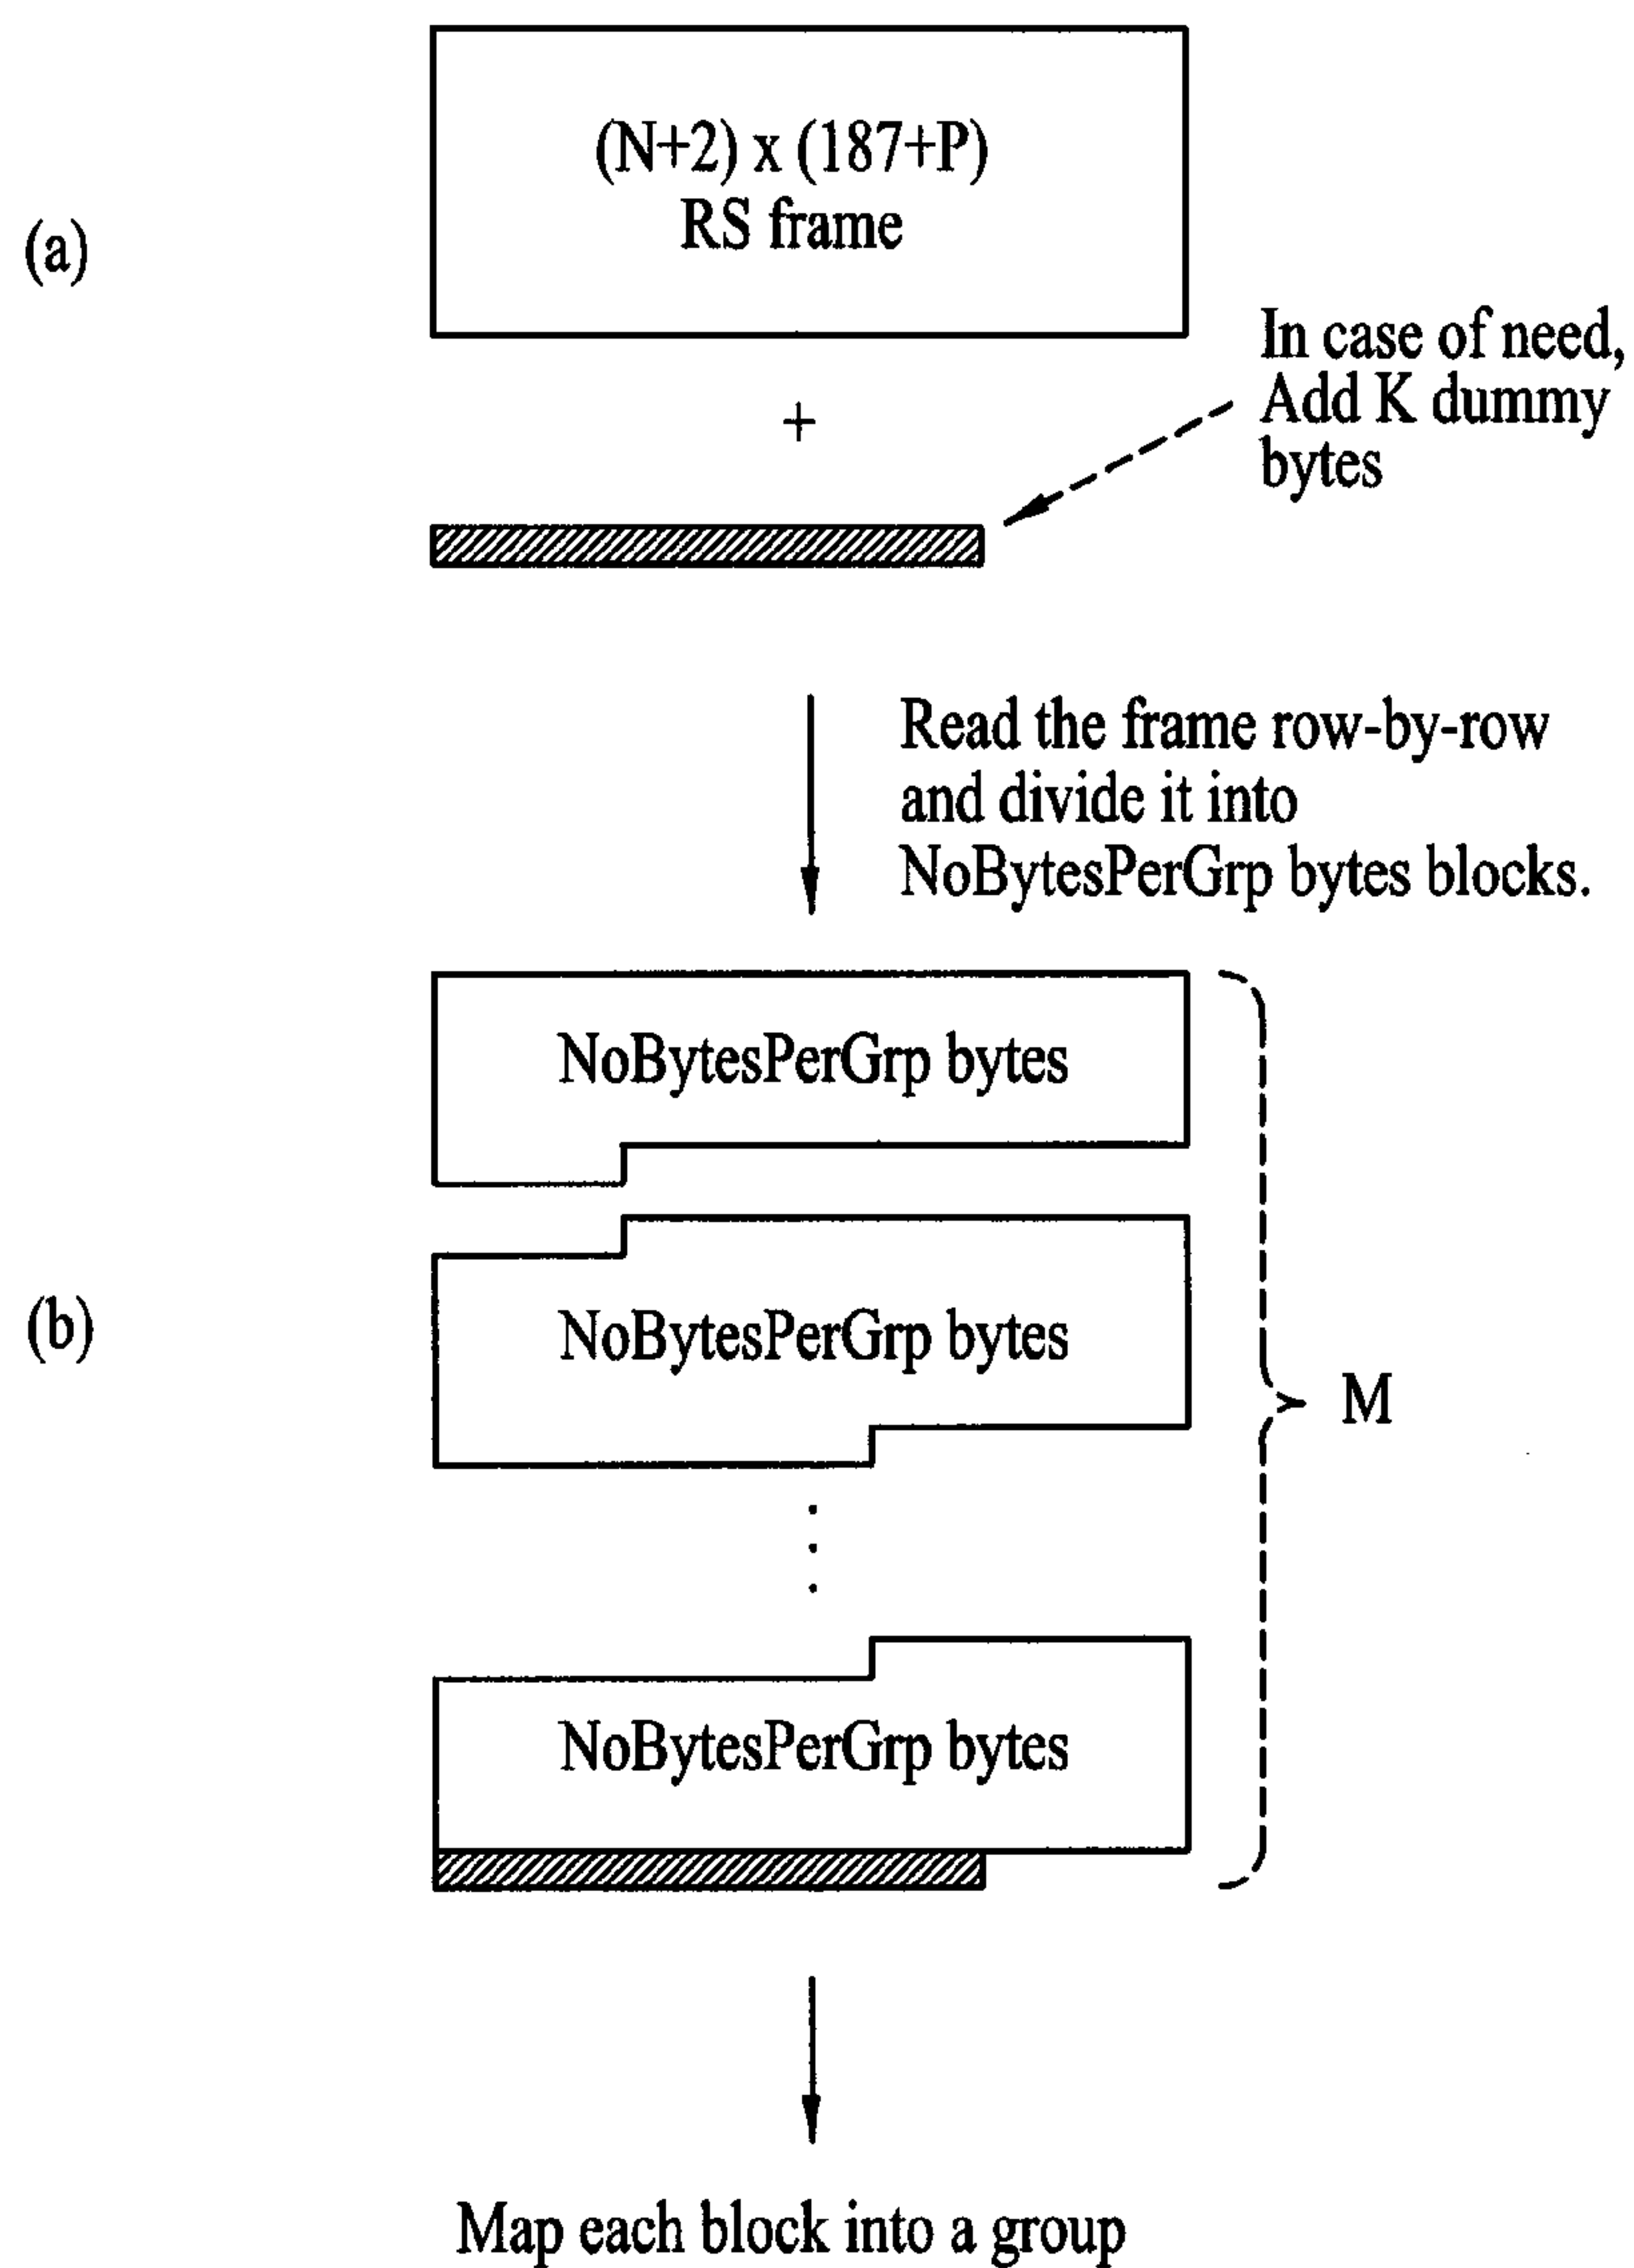 (N+2) x (187+P)
RS frame
(a)
In case of need,
Add K dummy
bytes
+
Read the frame row-by-row
and divide it into
NoBytesPerGrp bytes blocks.
NoBytesPerGrp bytes
NoBytesPerGrp bytes
(b)
M
NoBytesPerGrp bytes
Map each block into a group